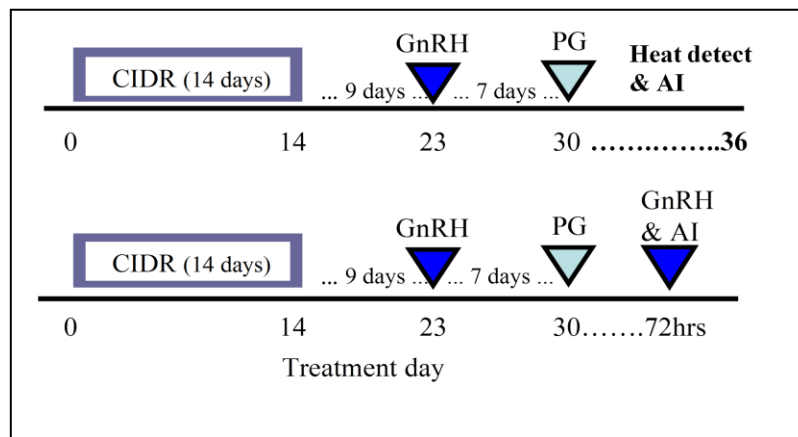 GnRH PG Heat detect
& AI
CIDR (14 days)
... 9 days ... ... 7 days ...
0 14 23 30 ...............36
GnRH
GnRH PG & AI
CIDR (14 days)
... 9 days ... ... 7 days ...
0 14 23 30.......72hrs
Treatment day